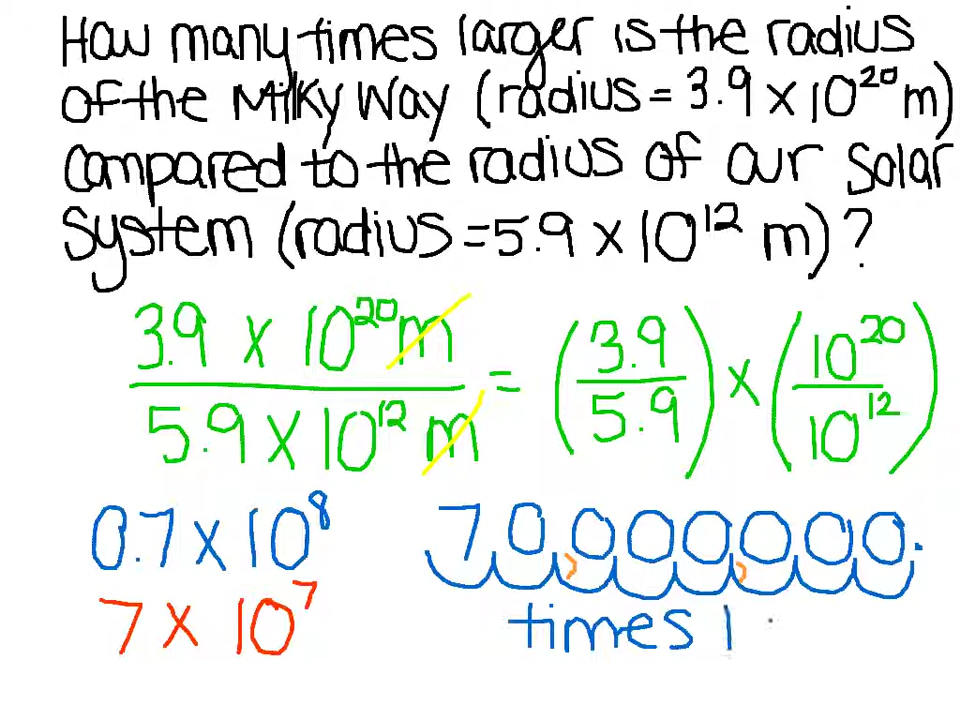 How many times larger is the radius
of the Milky Way (radius = 3.9 x 10^20 m)
compared to the radius of our Solar
System (radius = 5.9 x 10^12 m)?
3.9 x 10^20 m / 5.9 x 10^12 m = (3.9 / 5.9) x (10^20 / 10^12)
0.7 x 10^8 70,000,000.
7 x 10^7 times l